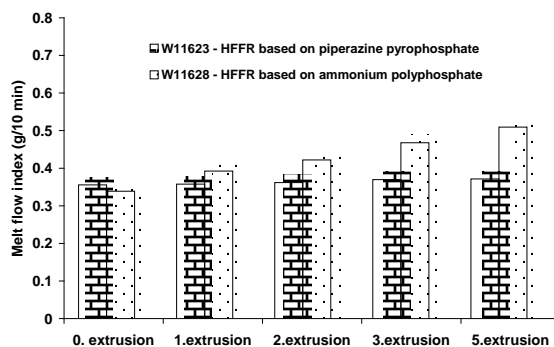 0.8
0.7
0.6
0.5
0.4
0.3
0.2
0.1
0
Melt flow index (g/10 min)
W11623 - HFFR based on piperazine pyrophosphate
W11628 - HFFR based on ammonium polyphosphate
0. extrusion 1.extrusion 2.extrusion 3.extrusion 5.extrusion